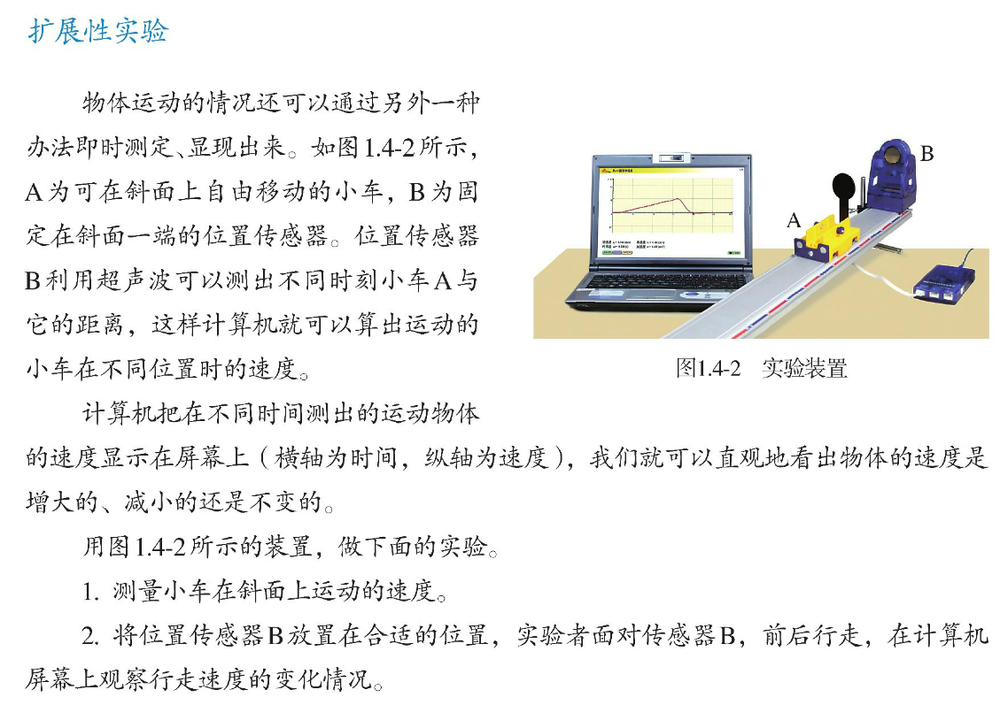 扩展性实验
物体运动的情况还可以通过另外一种
办法即时测定、显现出来。如图1.4-2所示，
A为可在斜面上自由移动的小车，B为固
定在斜面一端的位置传感器。位置传感器
B利用超声波可以测出不同时刻小车A与
它的距离，这样计算机就可以算出运动的
小车在不同位置时的速度。
A
B
图1.4-2 实验装置
计算机把在不同时间测出的运动物体
的速度显示在屏幕上（横轴为时间，纵轴为速度），我们就可以直观地看出物体的速度是
增大的、减小的还是不变的。
用图1.4-2所示的装置，做下面的实验。
1. 测量小车在斜面上运动的速度。
2. 将位置传感器B放置在合适的位置，实验者面对传感器B，前后行走，在计算机
屏幕上观察行走速度的变化情况。